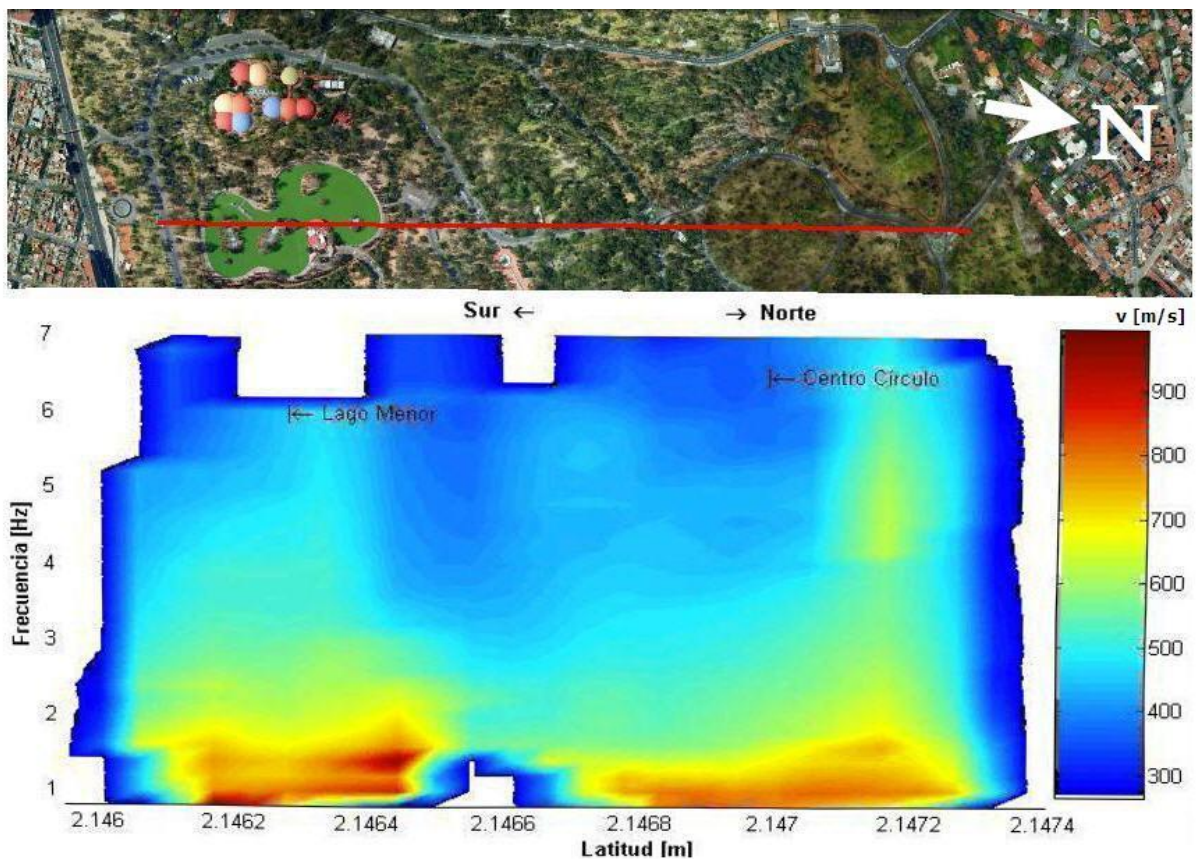 N
Sur ← → Norte
v [m/s]
7
6
5
4
3
2
1
Frecuencia [Hz]
|← Centro Círculo
|← Lago Menor
900
800
700
600
500
400
300
2.146 2.1462 2.1464 2.1466 2.1468 2.147 2.1472 2.1474
Latitud [m]